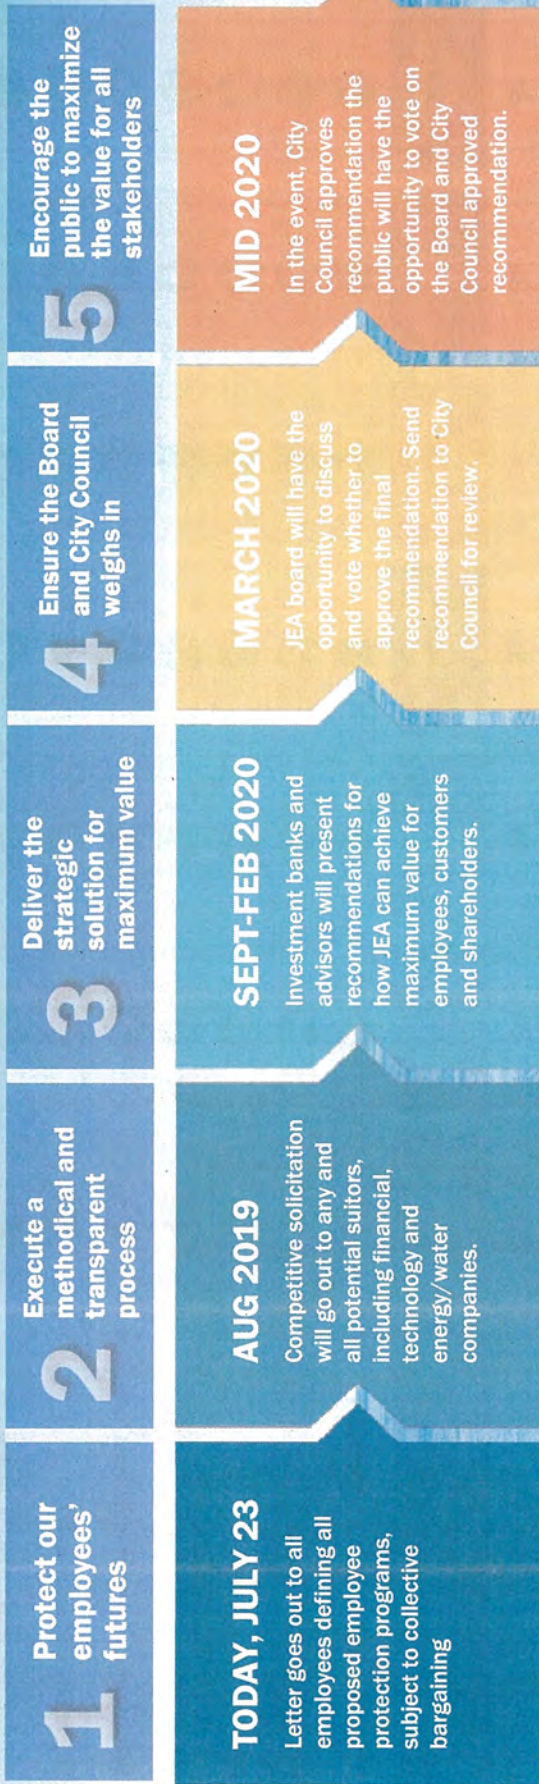 1
Protect our
employees'
futures
2
Execute a
methodical and
transparent
process
3
Deliver the
strategic
solution for
maximum value
4
Ensure the Board
and City Council
weighs in
5
Encourage the
public to maximize
the value for all
stakeholders
TODAY, JULY 23
Letter goes out to all
employees defining all
proposed employee
protection programs,
subject to collective
bargaining
AUG 2019
Competitive solicitation
will go out to any and
all potential suitors,
including financial,
technology and
energy/water
companies.
SEPT-FEB 2020
Investment banks and
advisors will present
recommendations for
how JEA can achieve
maximum value for
employees, customers
and shareholders.
MARCH 2020
JEA board will have the
opportunity to discuss
and vote whether to
approve the final
recommendation. Send
recommendation to City
Council for review.
MID 2020
In the event, City
Council approves
recommendation the
public will have the
opportunity to vote on
the Board and City
Council approved
recommendation.